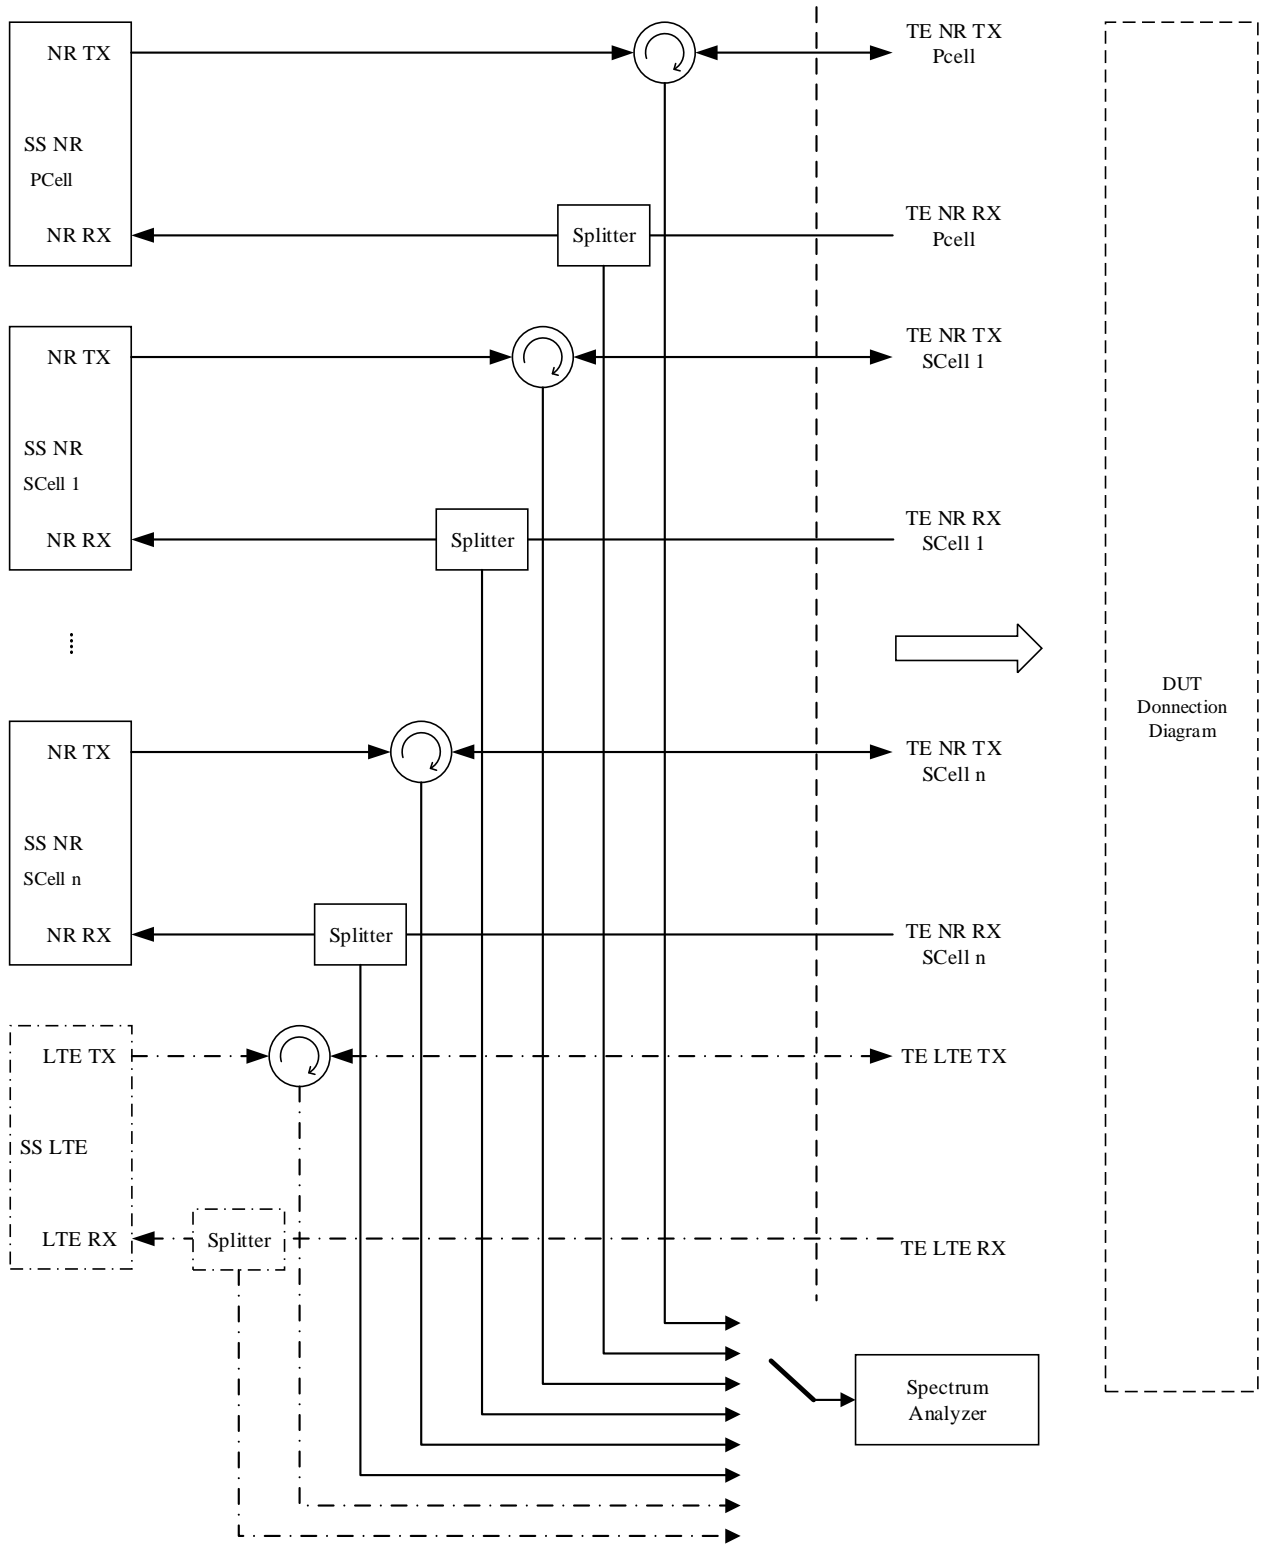 NR TX
SS NR
PCell
NR RX
Splitter
TE NR TX
Pcell
TE NR RX
Pcell
NR TX
SS NR
SCell 1
NR RX
Splitter
TE NR TX
SCell 1
TE NR RX
SCell 1
NR TX
SS NR
SCell n
NR RX
Splitter
TE NR TX
SCell n
TE NR RX
SCell n
LTE TX
SS LTE
LTE RX
Splitter
TE LTE TX
TE LTE RX
Spectrum
Analyzer
DUT
Donnection
Diagram